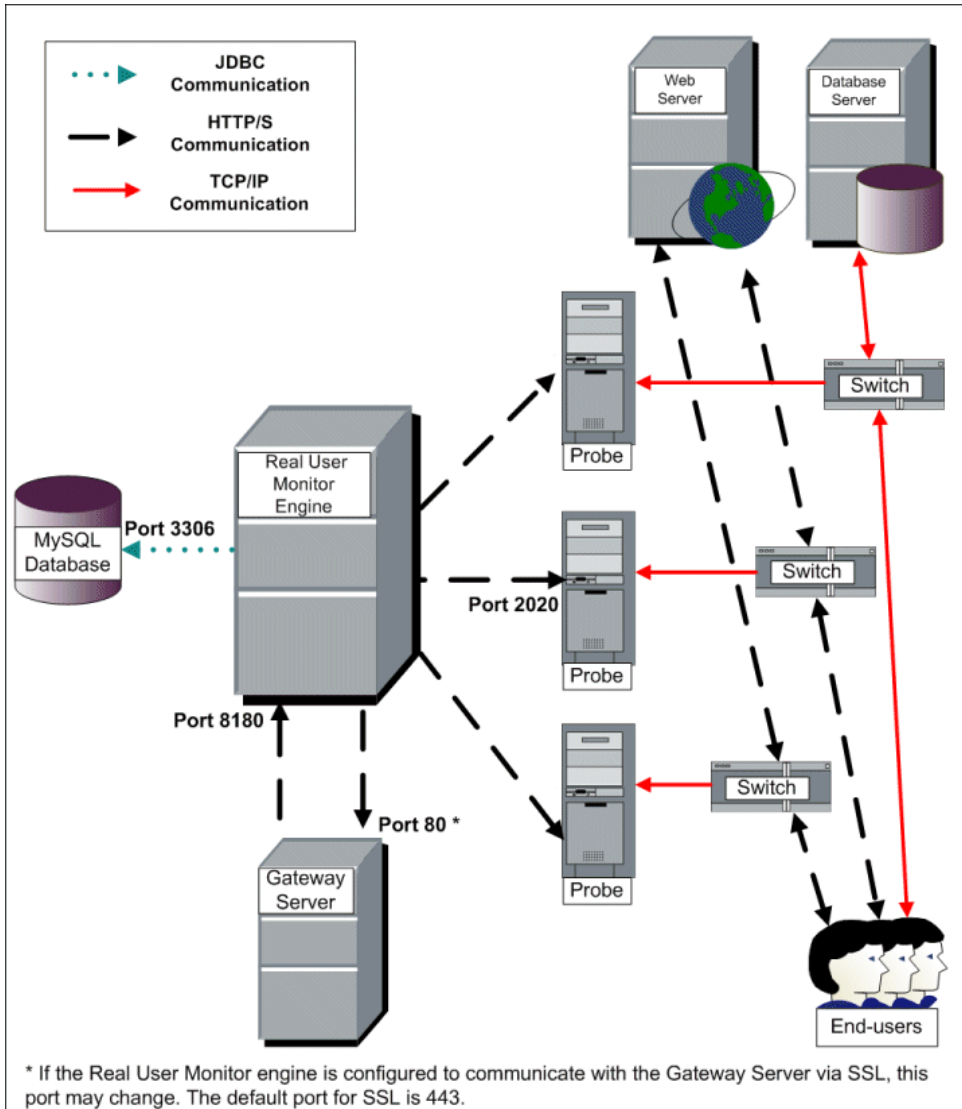 JDBC
Communication
HTTP/S
Communication
TCP/IP
Communication
Web
Server
Database
Server
Switch
Probe
Real User
Monitor
Engine
MySQL
Database
Port 3306
Switch
Port 2020
Probe
Port 8180
Switch
Port 80 *
Gateway
Server
Probe
End-users
* If the Real User Monitor engine is configured to communicate with the Gateway Server via SSL, this
port may change. The default port for SSL is 443.